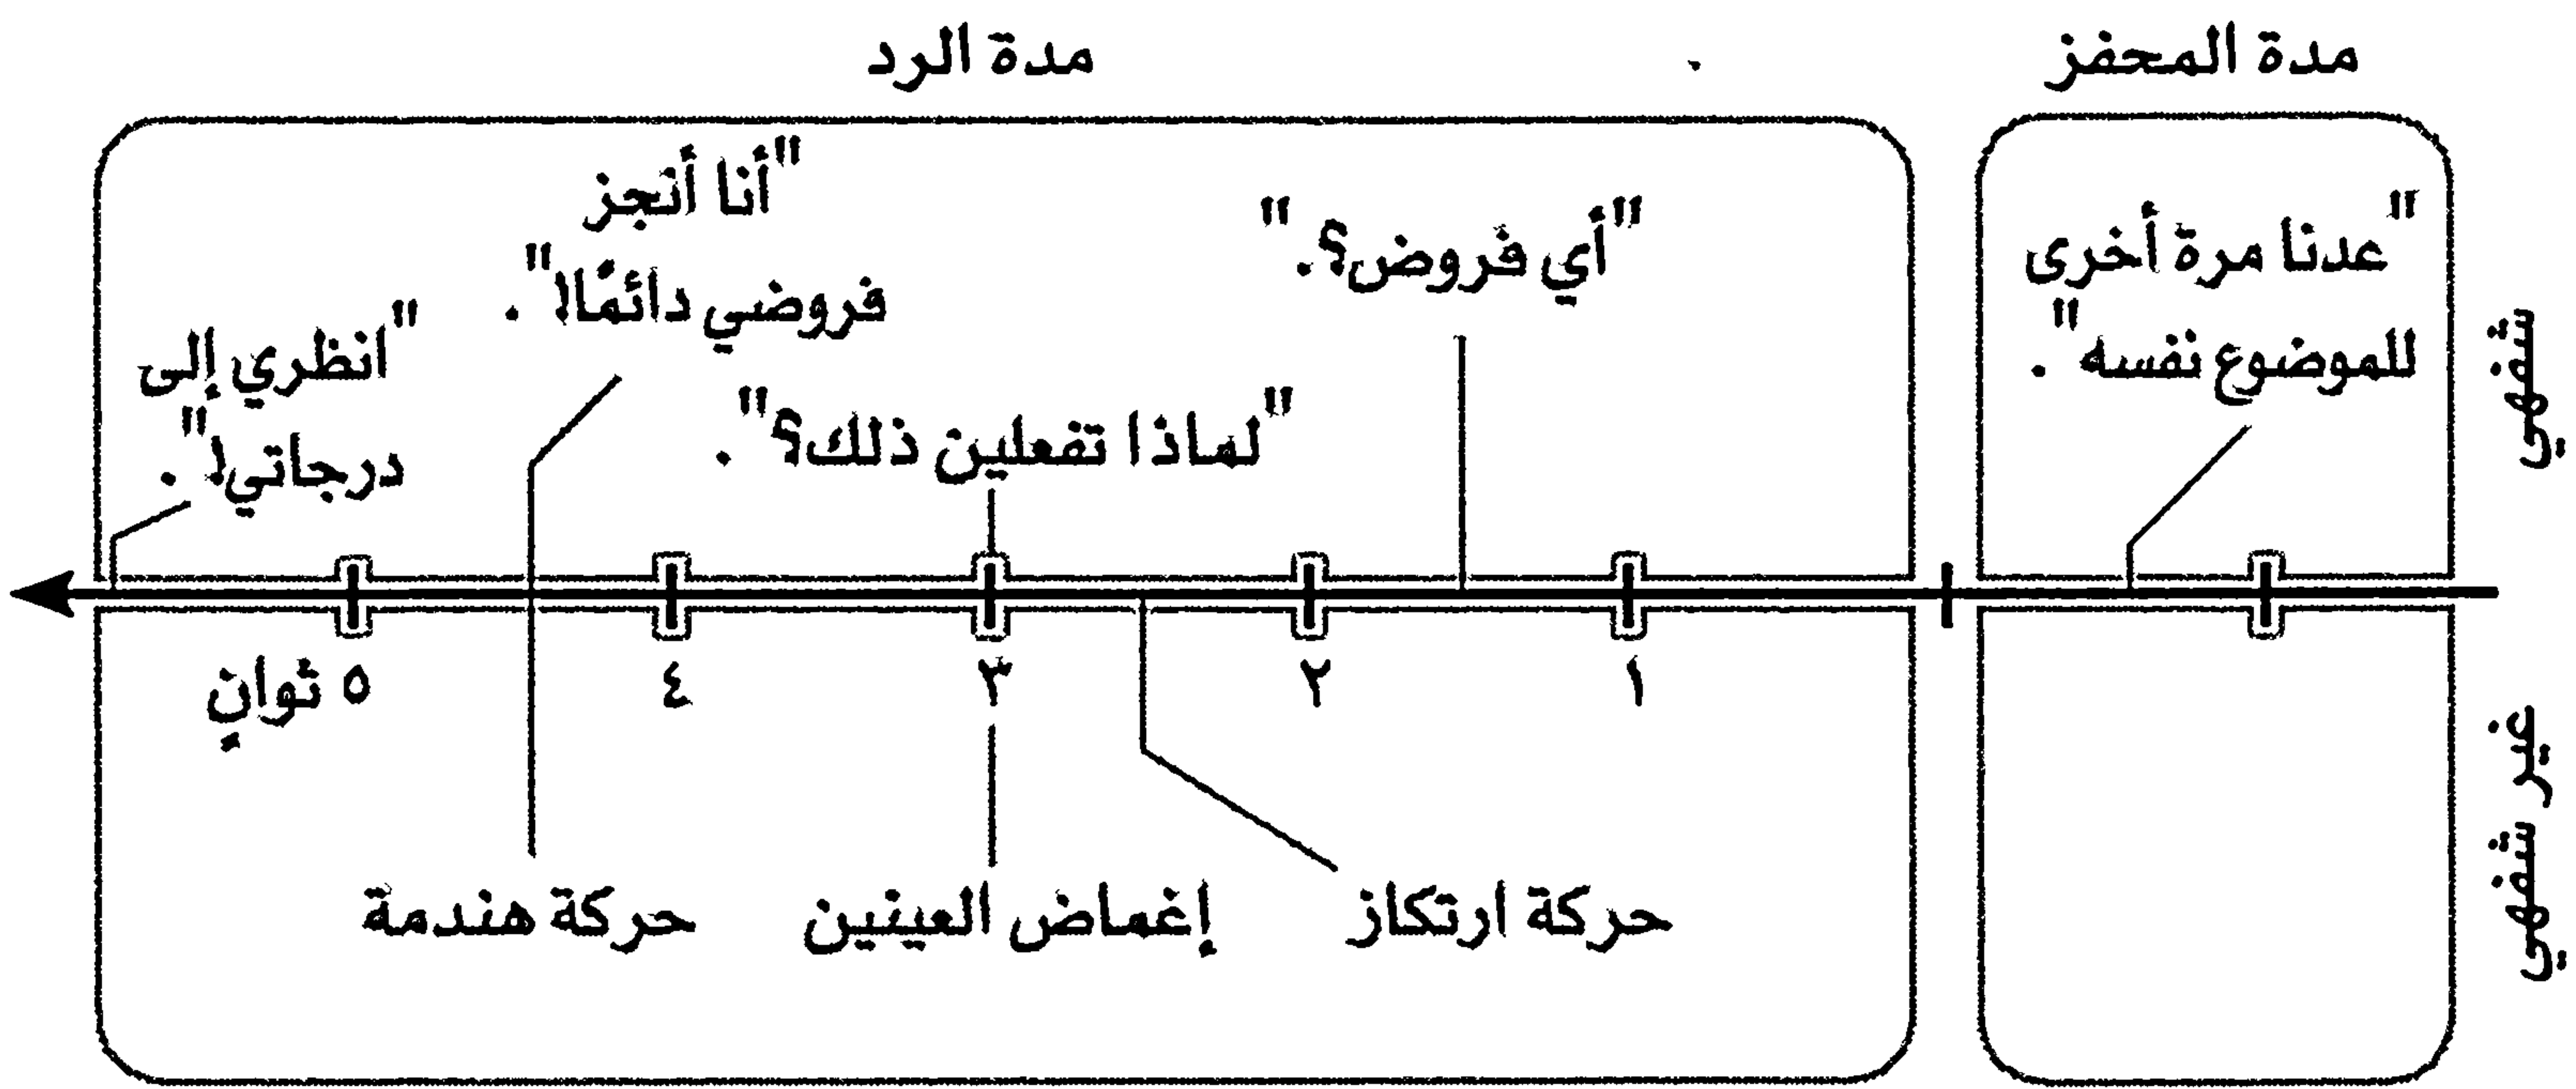 مدة المحفز
مدة الرد
"عدنا مرة أخرى
للموضوع نفسه".
"أي فروض؟."
"لماذا تفعلين ذلك؟".
"أنا أنجز
فروضي دائمًا!".
"انظري إلى
درجاتي!".
شفهي
١
٢
٣
٤
٥ ثوانٍ
حركة ارتكاز
إغماض العينين
حركة هندمة
غير شفهي